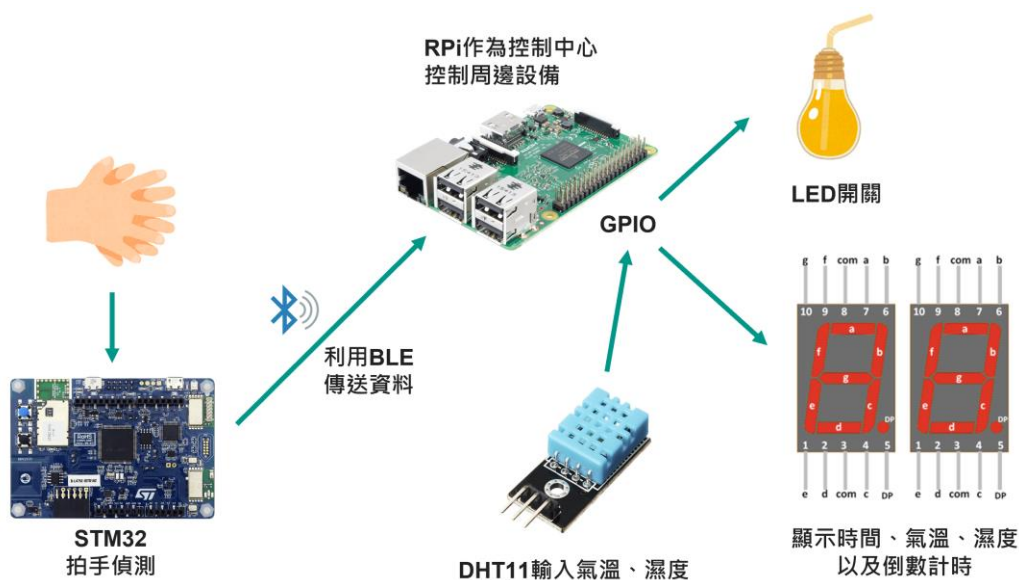 RPi作為控制中心
控制周邊設備
LED開關
GPIO
利用BLE
傳送資料
STM32
拍手偵測
DHT11輸入氣溫、濕度
g f com a b
g f com a b
10 9 8 7 6
10 9 8 7 6
a
f b
g
e c
d DP
a
f b
g
e c
d DP
1 2 3 4 5
1 2 3 4 5
e d com c DP
e d com c DP
顯示時間、氣溫、濕度
以及倒數計時